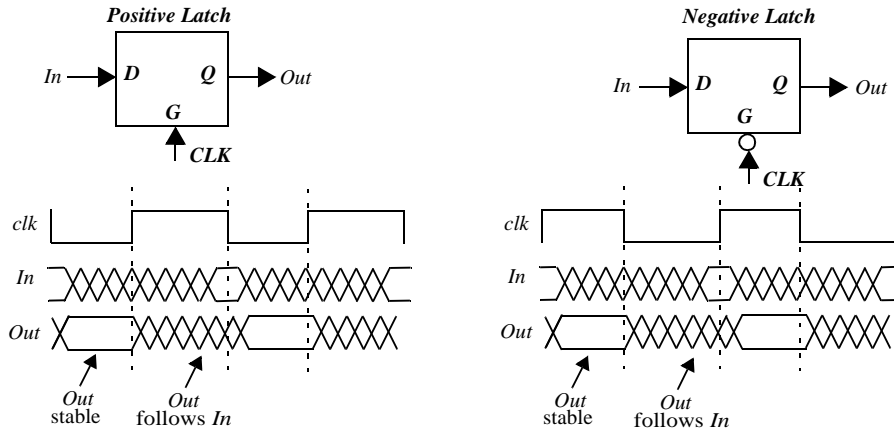 Positive Latch
In
D
Q
Out
G
CLK
clk
In
Out
Out
stable
Out
follows In
Negative Latch
In
D
Q
Out
G
CLK
clk
In
Out
Out
stable
Out
follows In